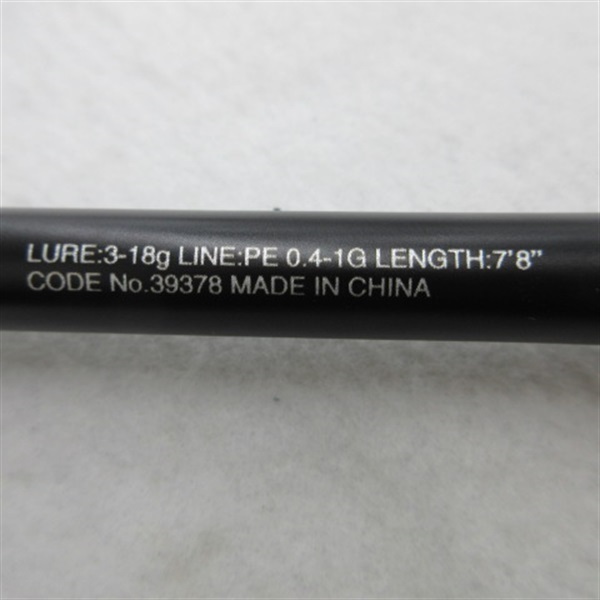 LURE:3-18g LINE:PE 0.4-1G LENGTH:7'8"
CODE No.39378 MADE IN CHINA